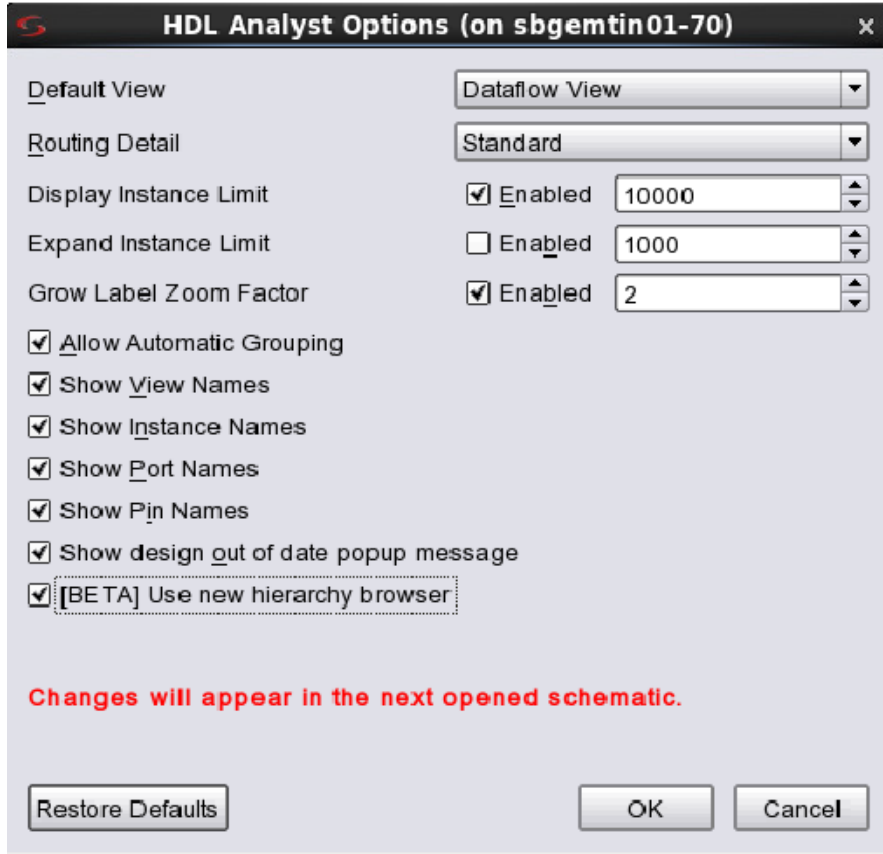 HDL Analyst Options (on sbgemtin01-70)
Default View Dataflow View
Routing Detail Standard
Display Instance Limit Enabled 10000
Expand Instance Limit Enabled 1000
Grow Label Zoom Factor Enabled 2
Allow Automatic Grouping
Show View Names
Show Instance Names
Show Port Names
Show Pin Names
Show design out of date popup message
[BETA] Use new hierarchy browser
Changes will appear in the next opened schematic.
Restore Defaults OK Cancel